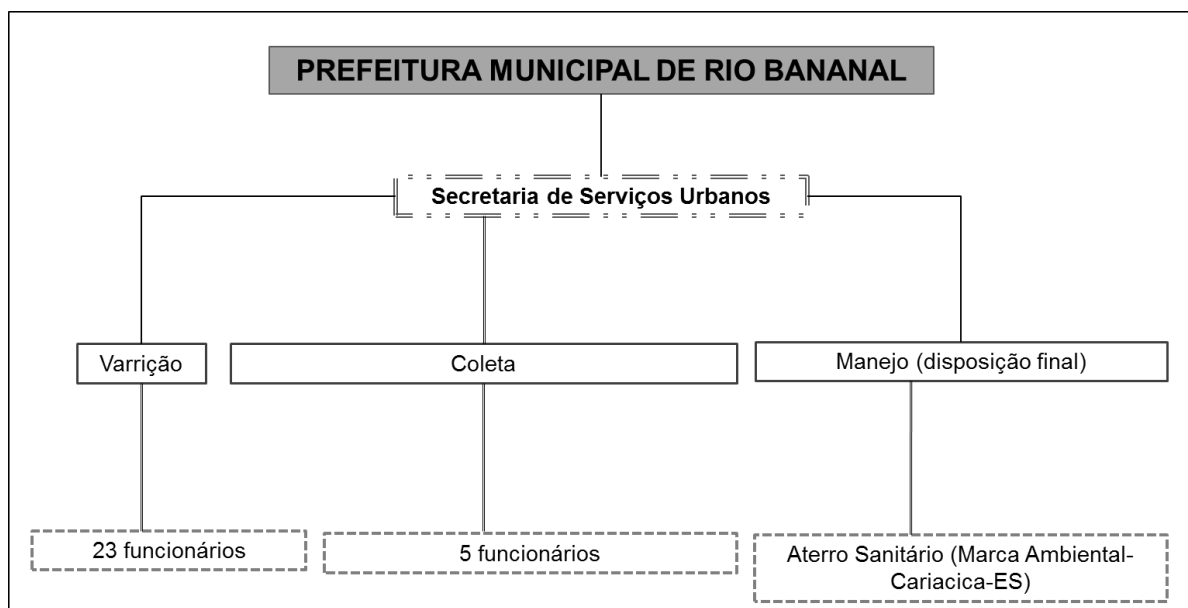 PREFEITURA MUNICIPAL DE RIO BANANAL
Secretaria de Serviços Urbanos
Varrição
Coleta
Manejo (disposição final)
23 funcionários
5 funcionários
Aterro Sanitário (Marca Ambiental-
Cariacica-ES)